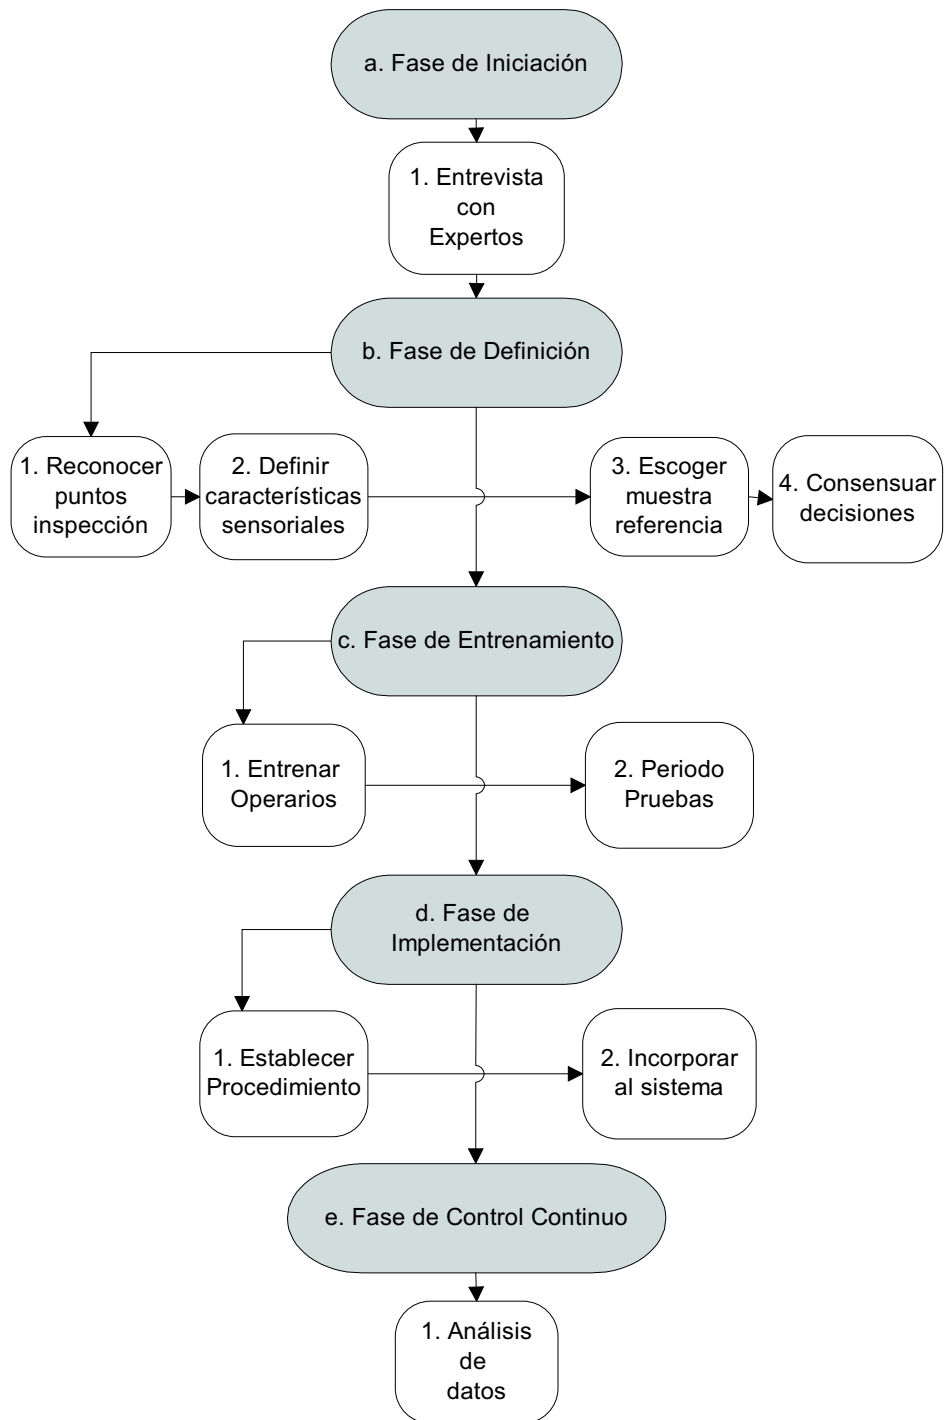 a. Fase de Iniciación
1. Entrevista
con
Expertos
b. Fase de Definición
1. Reconocer
puntos
inspección
2. Definir
características
sensoriales
3. Escoger
muestra
referencia
4. Consensuar
decisiones
c. Fase de Entrenamiento
1. Entrenar
Operarios
2. Periodo
Pruebas
d. Fase de
Implementación
1. Establecer
Procedimiento
2. Incorporar
al sistema
e. Fase de Control Continuo
1. Análisis
de
datos